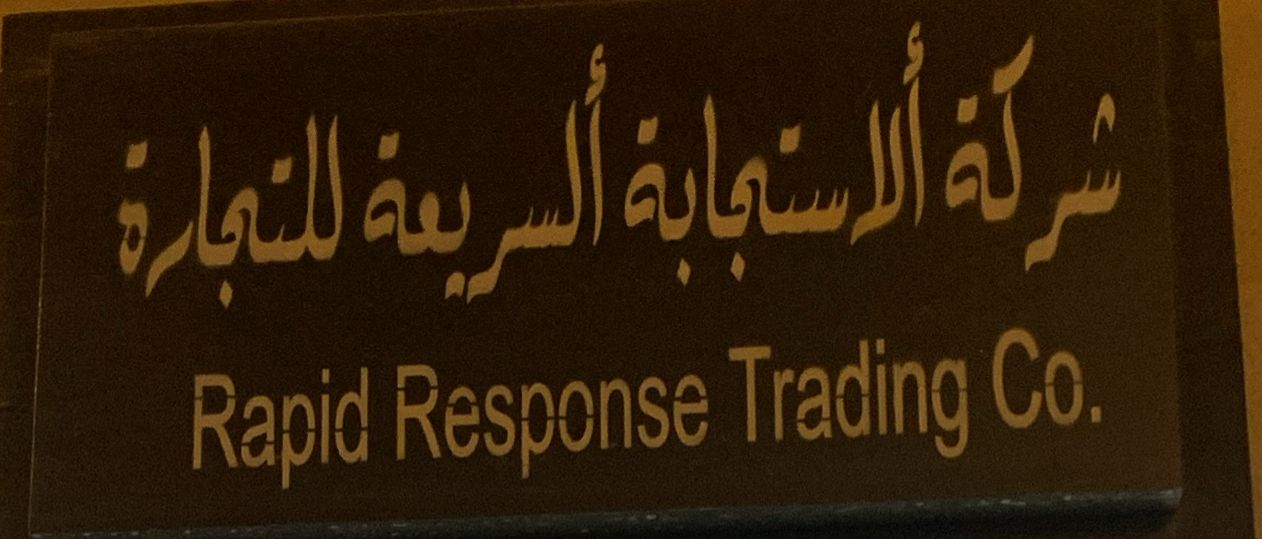 شركة ألاستجابة ألسريعة للتجارة
Rapid Response Trading Co.